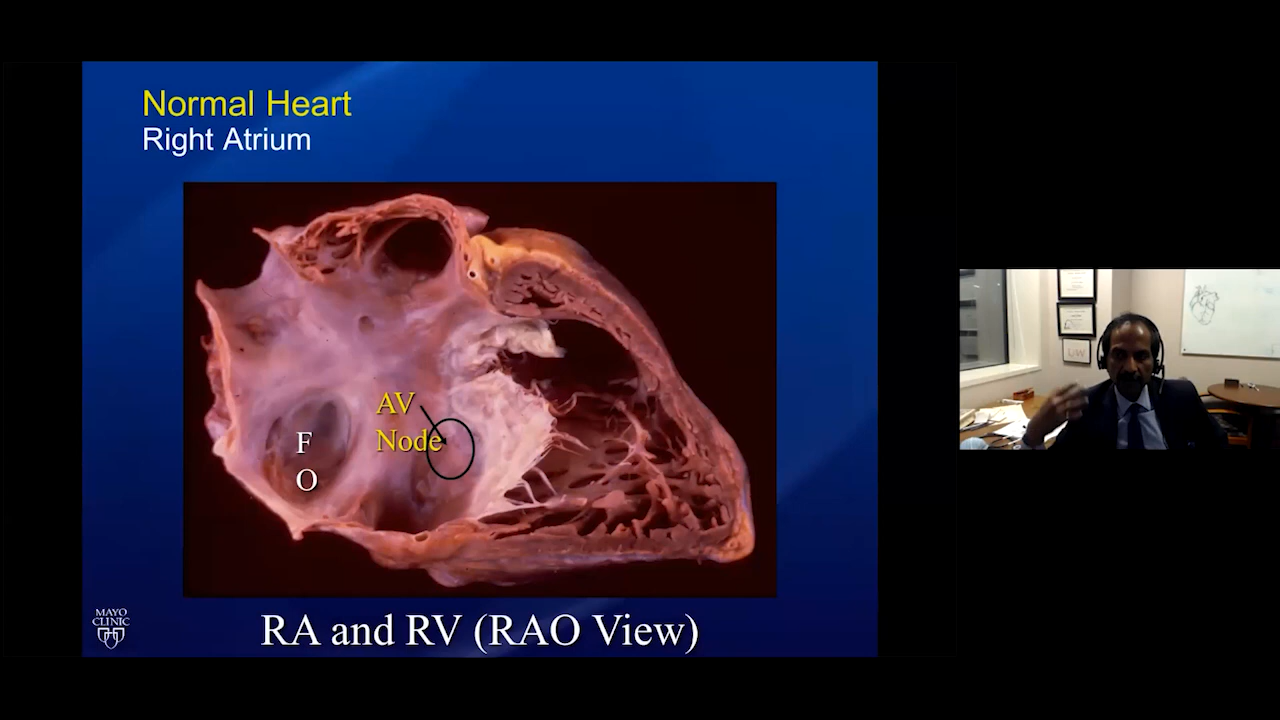 Normal Heart
Right Atrium
AV
Node
F
O
MAYO
CLINIC
RA and RV (RAO View)